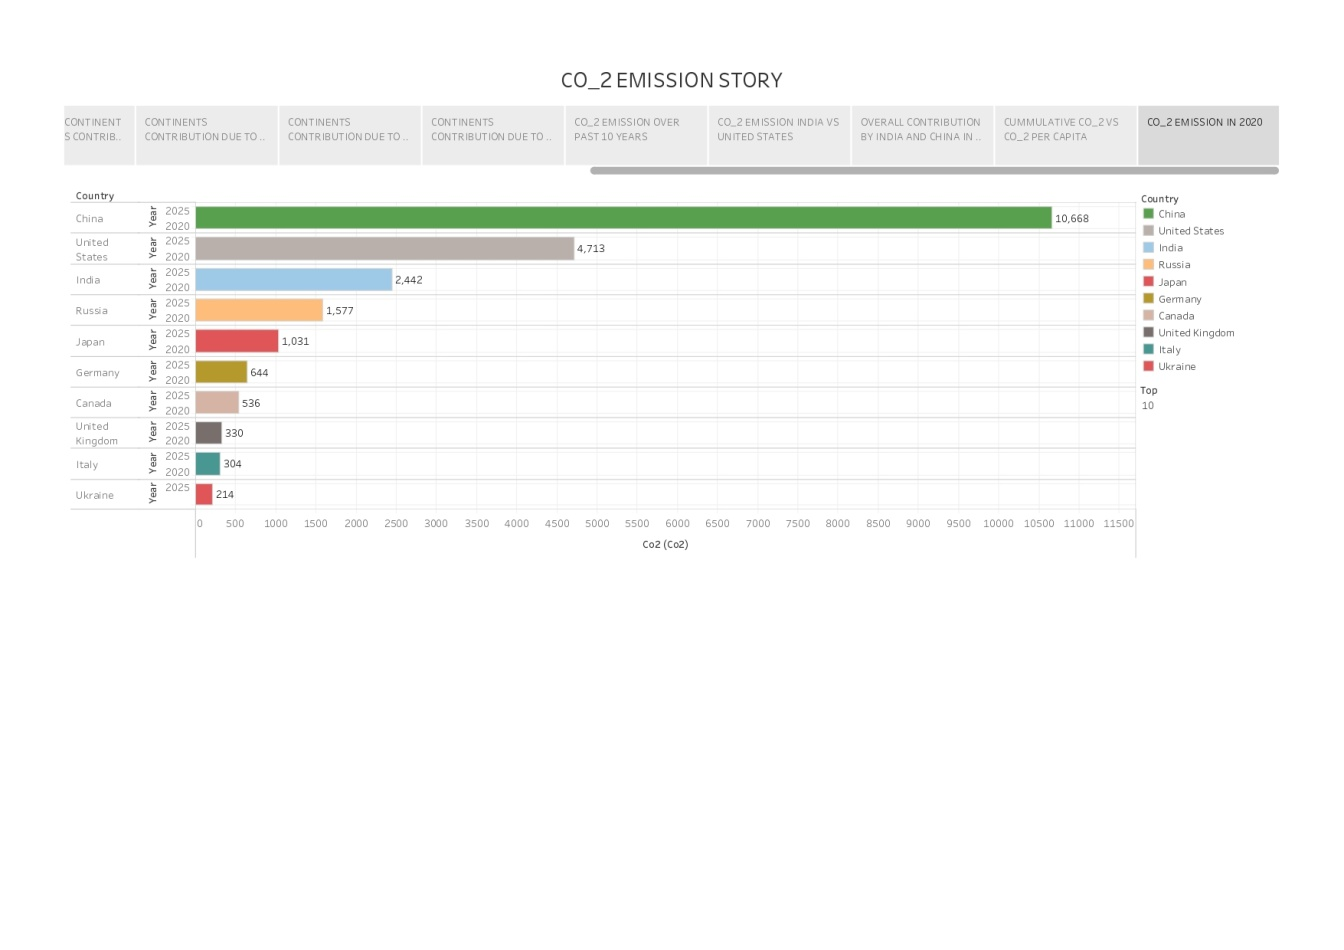 CO_2 EMISSION STORY
CONTINENT
S CONTRIB..
CONTINENTS
CONTRIBUTION DUE TO ..
CONTINENTS
CONTRIBUTION DUE TO ..
CONTINENTS
CONTRIBUTION DUE TO ..
CO_2 EMISSION OVER
PAST 10 YEARS
CO_2 EMISSION INDIA VS
UNITED STATES
OVERALL CONTRIBUTION
BY INDIA AND CHINA IN ..
CUMMULATIVE CO_2 VS
CO_2 PER CAPITA
CO_2 EMISSION IN 2020
Country
China
Year
2025
2020
10,668
United
States
Year
2025
2020
4,713
India
Year
2025
2020
2,442
Russia
Year
2025
2020
1,577
Japan
Year
2025
2020
1,031
Germany
Year
2025
2020
644
Canada
Year
2025
2020
536
United
Kingdom
Year
2025
2020
330
Italy
Year
2025
2020
304
Ukraine
Year
2025
214
0 500 1000 1500 2000 2500 3000 3500 4000 4500 5000 5500 6000 6500 7000 7500 8000 8500 9000 9500 10000 10500 11000 11500
Co2 (Co2)
Country
China
United States
India
Russia
Japan
Germany
Canada
United Kingdom
Italy
Ukraine
Top
10